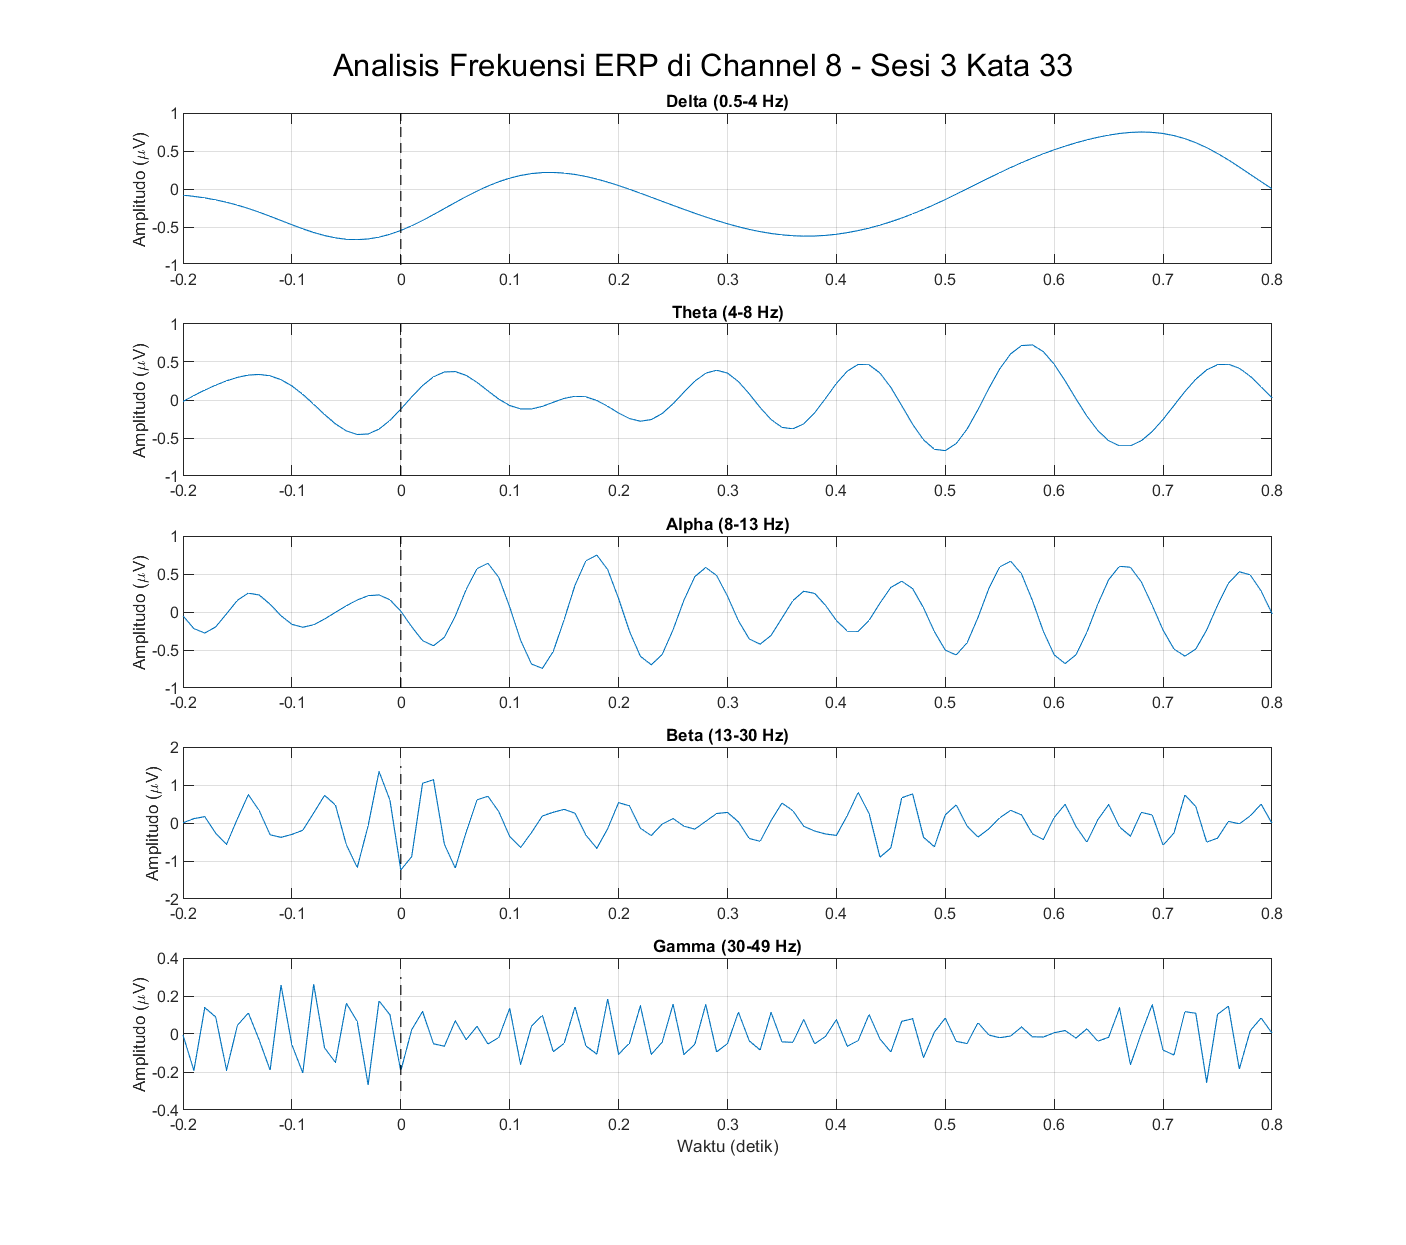 Analisis Frekuensi ERP di Channel 8 - Sesi 3 Kata 33
Delta (0.5-4 Hz)
Amplitudo (μV)
1
0.5
0
-0.5
-1
-0.2 -0.1 0 0.1 0.2 0.3 0.4 0.5 0.6 0.7 0.8
Theta (4-8 Hz)
Amplitudo (μV)
1
0.5
0
-0.5
-1
-0.2 -0.1 0 0.1 0.2 0.3 0.4 0.5 0.6 0.7 0.8
Alpha (8-13 Hz)
Amplitudo (μV)
1
0.5
0
-0.5
-1
-0.2 -0.1 0 0.1 0.2 0.3 0.4 0.5 0.6 0.7 0.8
Beta (13-30 Hz)
Amplitudo (μV)
2
1
0
-1
-2
-0.2 -0.1 0 0.1 0.2 0.3 0.4 0.5 0.6 0.7 0.8
Gamma (30-49 Hz)
Amplitudo (μV)
0.4
0.2
0
-0.2
-0.4
-0.2 -0.1 0 0.1 0.2 0.3 0.4 0.5 0.6 0.7 0.8
Waktu (detik)